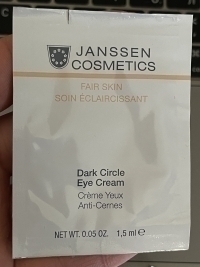 JANSSEN
COSMETICS
FAIR SKIN
SOIN ÉCLAIRCISSANT
Dark Circle
Eye Cream
Crème Yeux
Anti-Cernes
NET WT. 0.05 OZ. 1,5 ml ℮